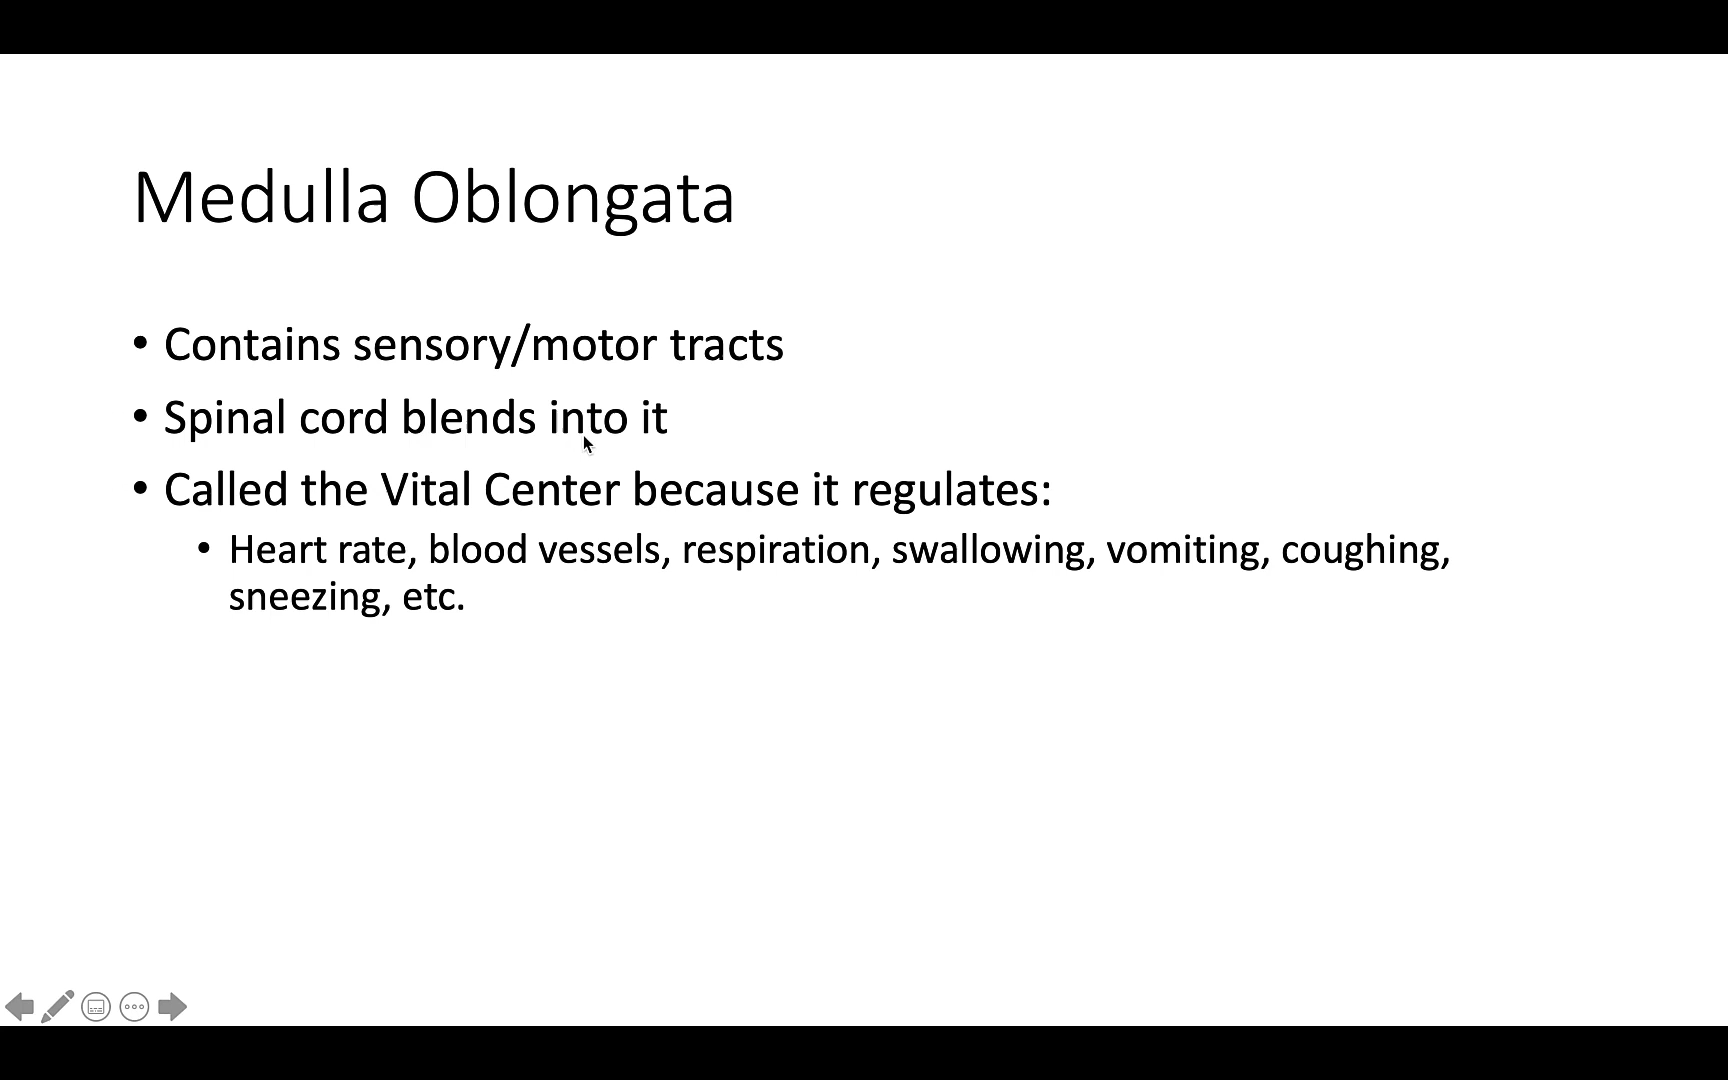 Medulla Oblongata
• Contains sensory/motor tracts
• Spinal cord blends into it
• Called the Vital Center because it regulates:
• Heart rate, blood vessels, respiration, swallowing, vomiting, coughing,
sneezing, etc.